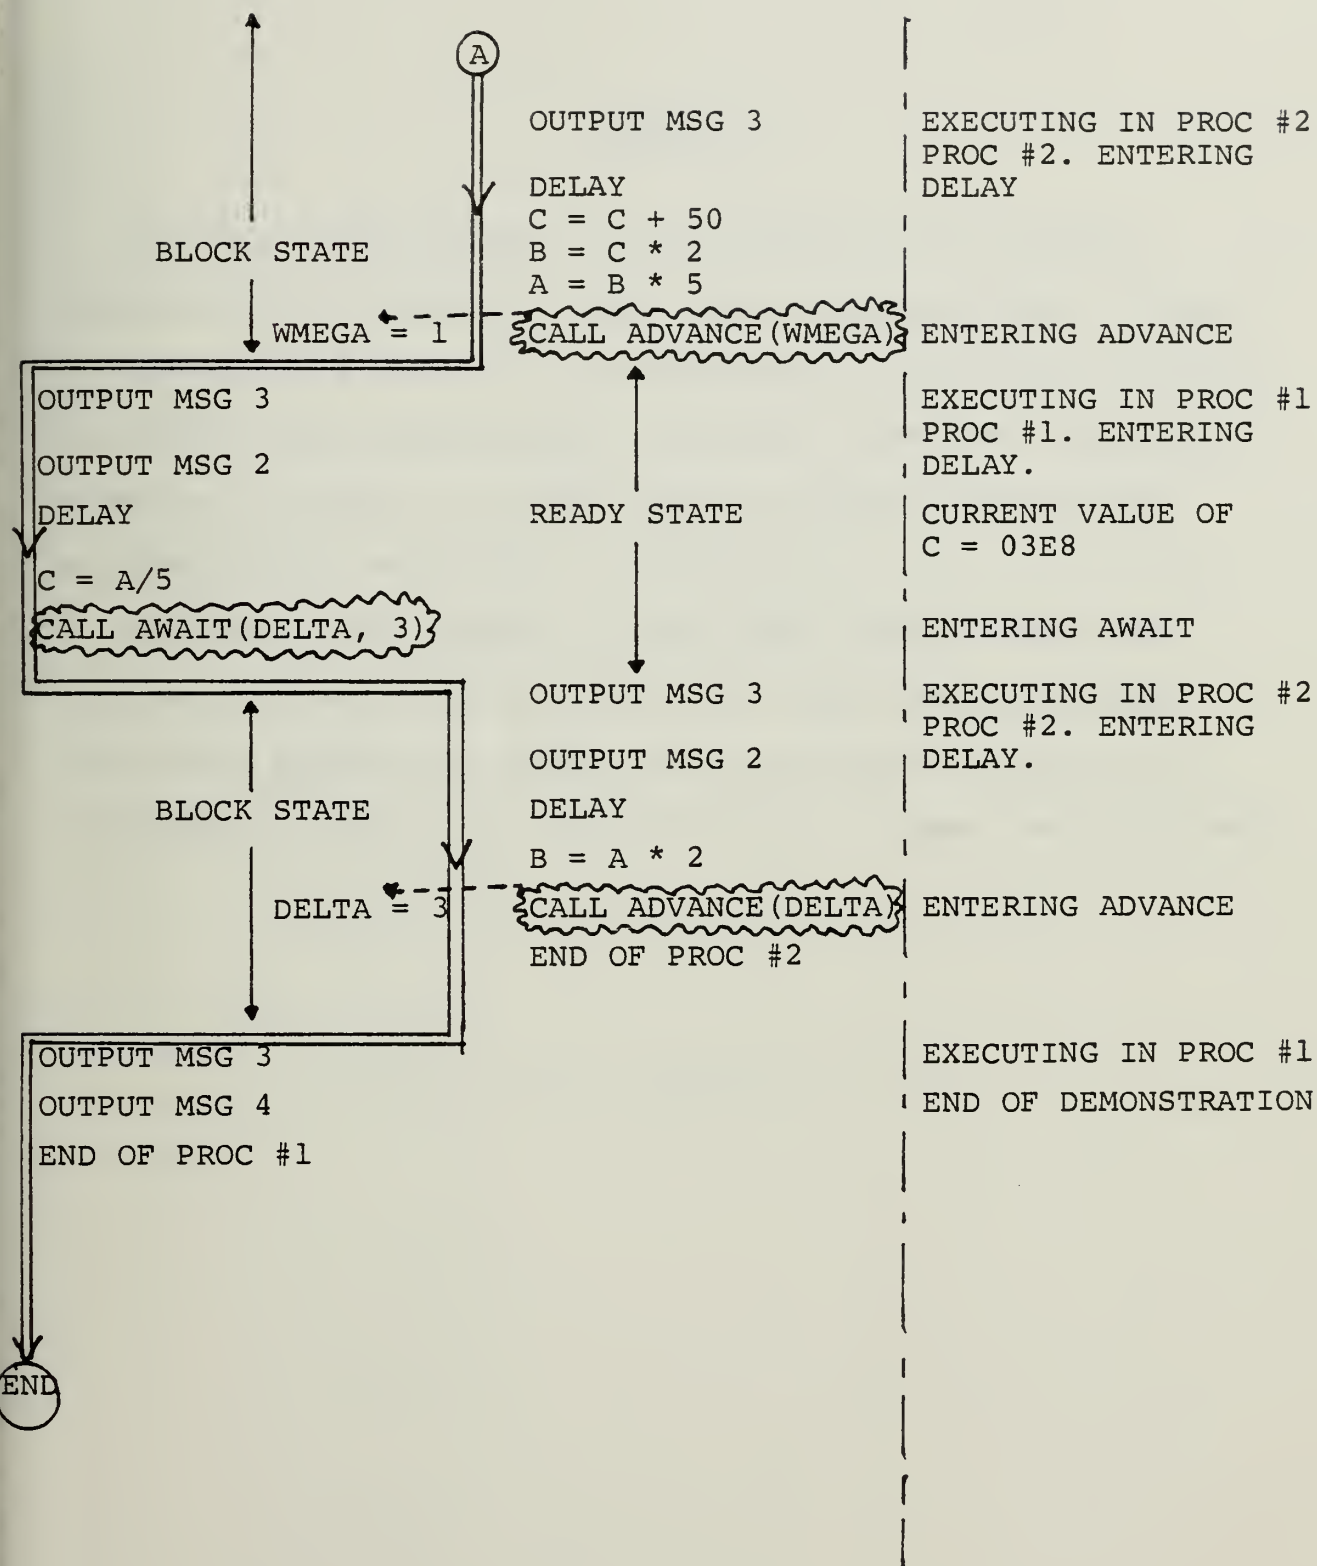 A
OUTPUT MSG 3
EXECUTING IN PROC #2
PROC #2. ENTERING
DELAY
DELAY
C = C + 50
B = C * 2
A = B * 5
BLOCK STATE
WMEGA = 1
CALL ADVANCE(WMEGA)
ENTERING ADVANCE
OUTPUT MSG 3
EXECUTING IN PROC #1
PROC #1. ENTERING
DELAY.
OUTPUT MSG 2
DELAY
READY STATE
CURRENT VALUE OF
C = 03E8
C = A/5
CALL AWAIT(DELTA, 3)
ENTERING AWAIT
OUTPUT MSG 3
EXECUTING IN PROC #2
PROC #2. ENTERING
DELAY.
OUTPUT MSG 2
BLOCK STATE
DELAY
B = A * 2
DELTA = 3
CALL ADVANCE(DELTA)
ENTERING ADVANCE
END OF PROC #2
OUTPUT MSG 3
EXECUTING IN PROC #1
OUTPUT MSG 4
END OF DEMONSTRATION
END OF PROC #1
END